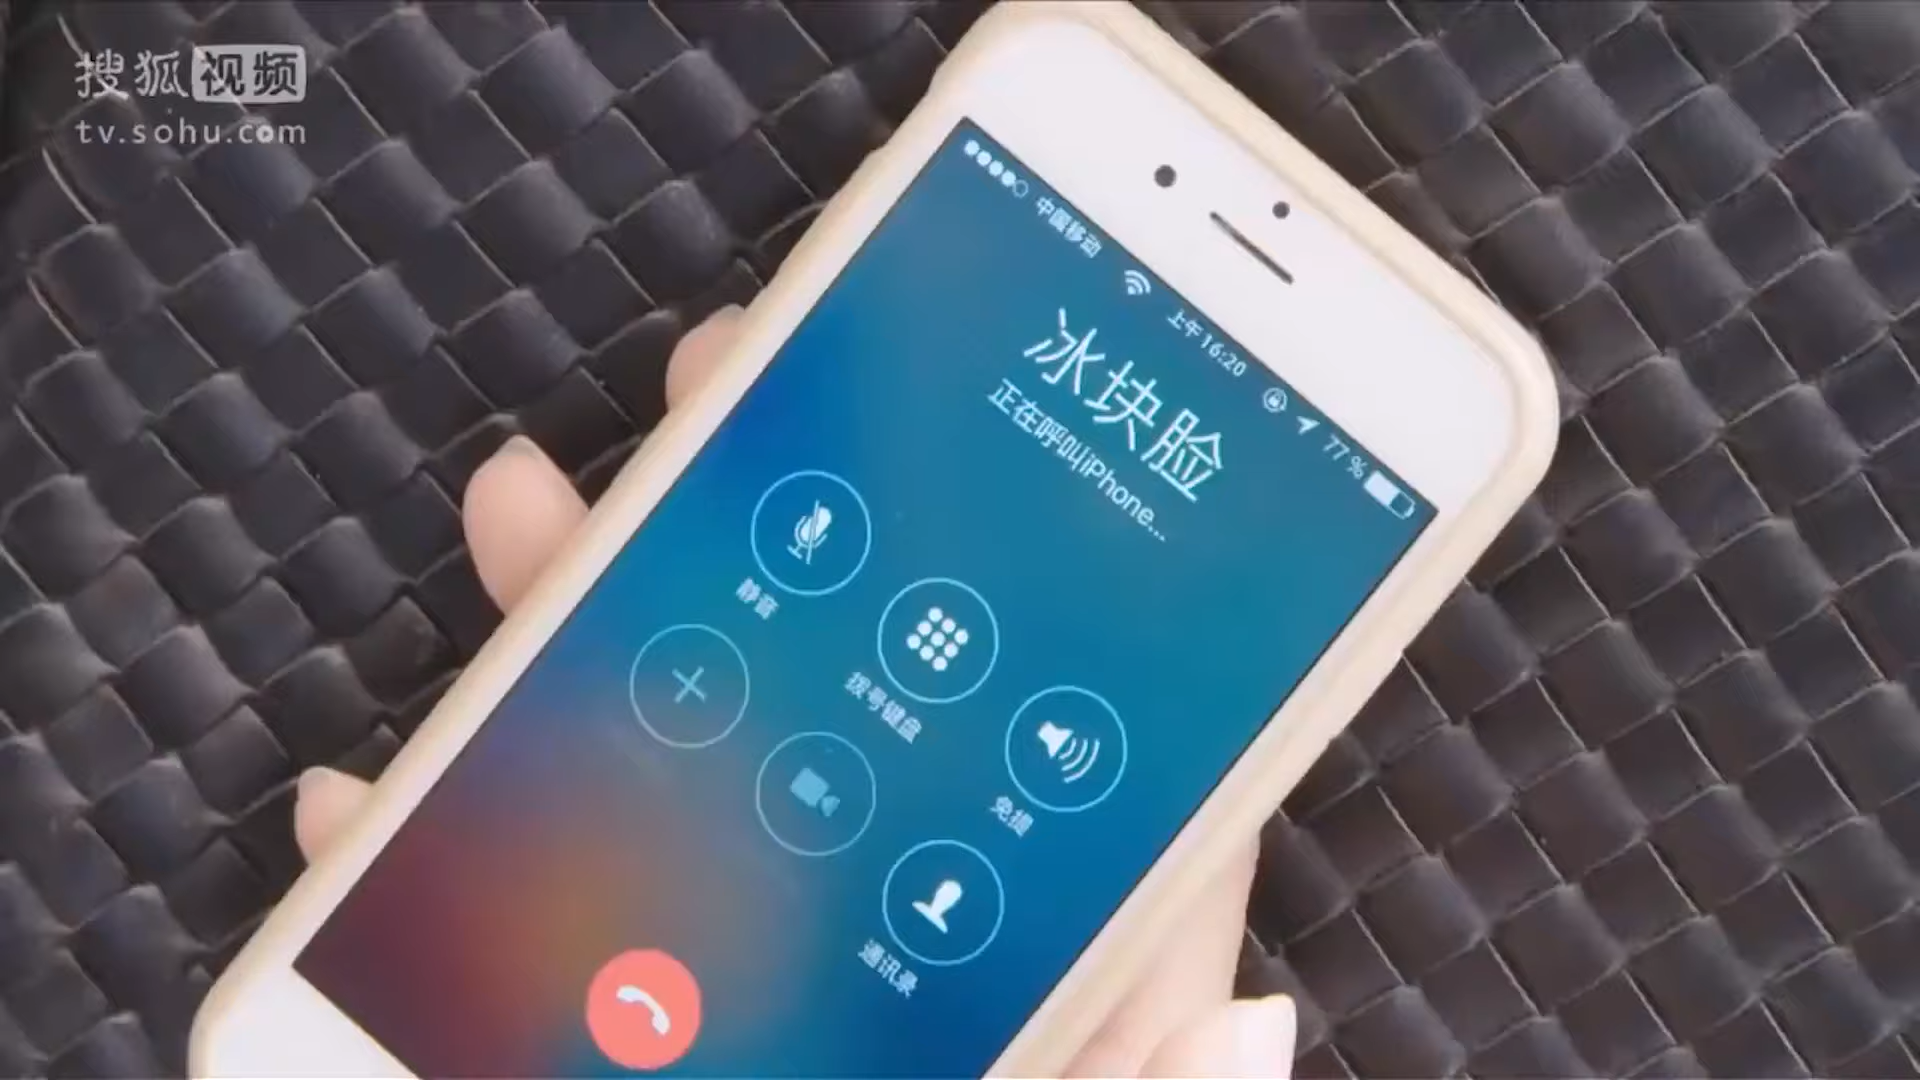 搜狐视频
tv.sohu.com
中国移动
上午 16:20
77 %
冰块脸
正在呼叫iPhone...
静音
拨号键盘
免提
通讯录